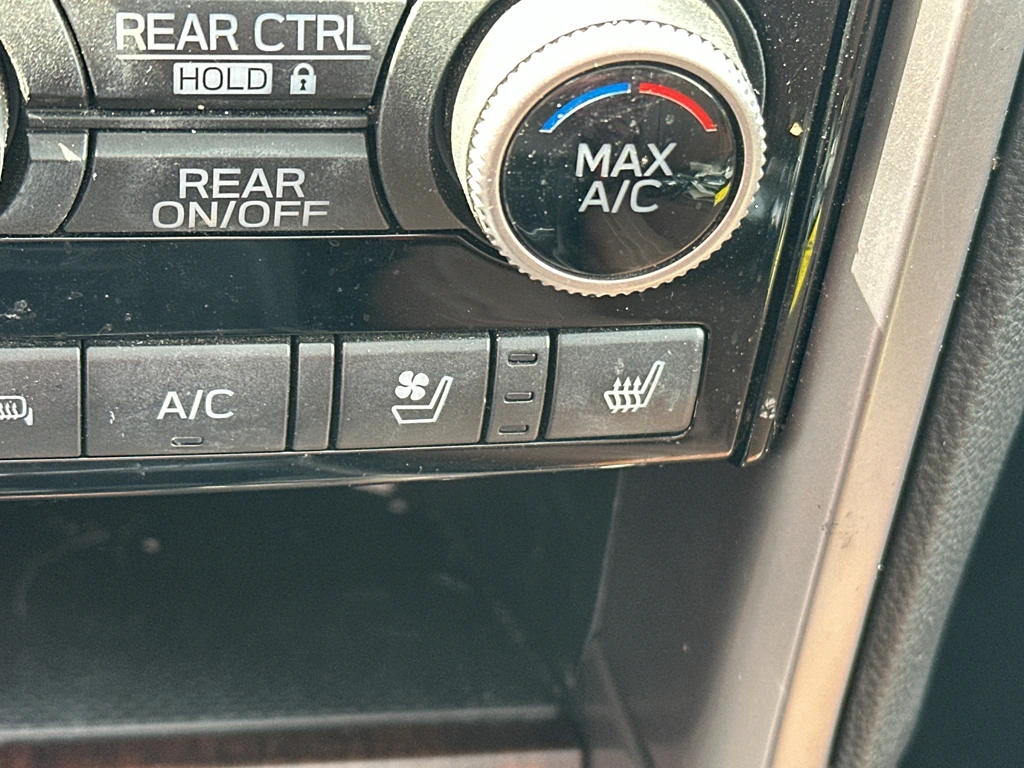 REAR CTRL
HOLD
REAR
ON/OFF
MAX
A/C
A/C